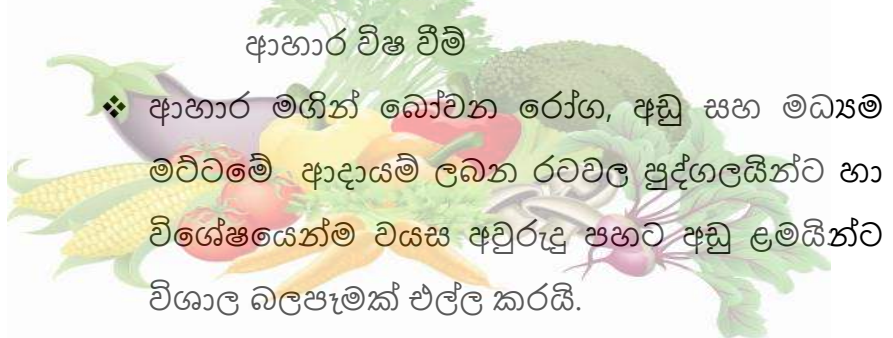 ආහාර විෂ වීම්
❖ ආහාර මගින් බෝවන රෝග, අඩු සහ මධ්‍යම
මට්ටමේ ආදායම් ලබන රටවල පුද්ගලයින්ට හා
විශේෂයෙන්ම වයස අවුරුදු පහට අඩු ළමයින්ට
විශාල බලපෑමක් එල්ල කරයි.